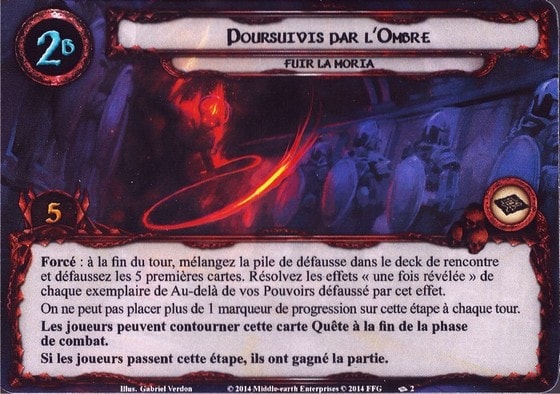 2B
POURSUIVIS PAR L'OMBRE
FUIR LA MORIA
5
Forcé : à la fin du tour, mélangez la pile de défausse dans le deck de rencontre
et défaussez les 5 premières cartes. Résolvez les effets « une fois révélée » de
chaque exemplaire de Au-delà de vos Pouvoirs défaussé par cet effet.
On ne peut pas placer plus de 1 marqueur de progression sur cette étape à chaque tour.
Les joueurs peuvent contourner cette carte Quête à la fin de la phase
de combat.
Si les joueurs passent cette étape, ils ont gagné la partie.
Illus. Gabriel Verdon © 2014 Middle-earth Enterprises © 2014 FFG 2